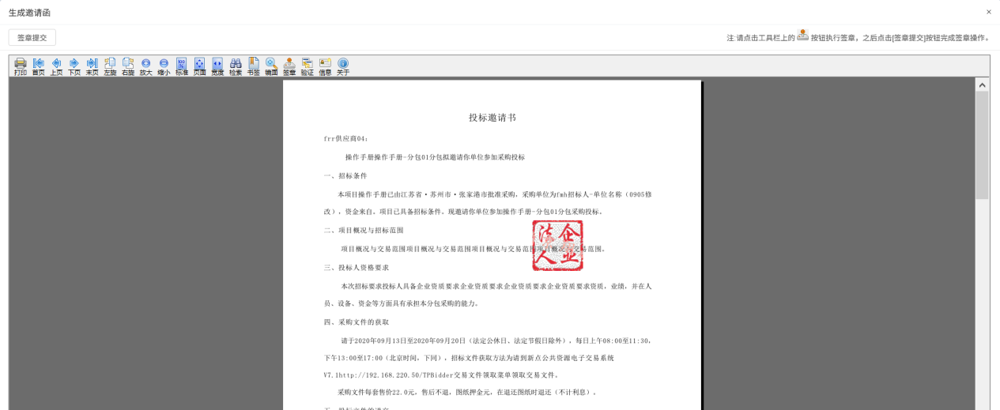 生成邀请函
×
签章提交
注:请点击工具栏上的 按钮执行签章，之后点击[签章提交]按钮完成签章操作。
打印 首页 上页 下页 末页 左旋 右旋 放大 缩小 标准 页面 宽度 检索 书签 镜面 签章 验证 信息 关于
投标邀请书
frr供应商04：
操作手册操作手册-分包01分包拟邀请你单位参加采购投标
一、招标条件
本项目操作手册已由江苏省·苏州市·张家港市批准采购，采购单位为fmh招标人-单位名称（0905修
改），资金来自。项目已具备招标条件。现邀请你单位参加操作手册-分包01分包采购投标。
二、项目概况与招标范围
项目概况与交易范围项目概况与交易范围项目概况与交易范围项目概况与交易范围。
企业
法人
三、投标人资格要求
本次招标要求投标人具备企业资质要求企业资质要求企业资质要求企业资质要求资质，业绩，并在人
员、设备、资金等方面具有承担本分包采购的能力。
四、采购文件的获取
请于2020年09月13日至2020年09月20日（法定公休日、法定节假日除外），每日上午08:00至11:30，
下午13:00至17:00（北京时间，下同），招标文件获取方法为请到新点公共资源电子交易系统
V7.1http://192.168.220.50/TPBidder交易文件领取菜单领取交易文件。
采购文件每套售价22.0元，售后不退，图纸押金元，在退还图纸时退还（不计利息）。
五、投标文件的递交